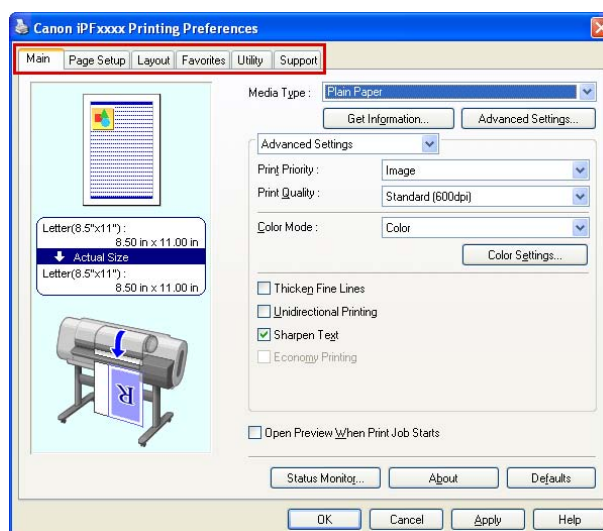 Canon iPFxxxx Printing Preferences
Main Page Setup Layout Favorites Utility Support
Media Type : Plain Paper
Get Information... Advanced Settings...
Advanced Settings
Print Priority : Image
Print Quality : Standard (600dpi)
Color Mode : Color
Color Settings...
Letter(8.5"x11") :
8.50 in x 11.00 in
Actual Size
Letter(8.5"x11") :
8.50 in x 11.00 in
Thicken Fine Lines
Unidirectional Printing
Sharpen Text
Economy Printing
R
Open Preview When Print Job Starts
Status Monitor... About Defaults
OK Cancel Apply Help